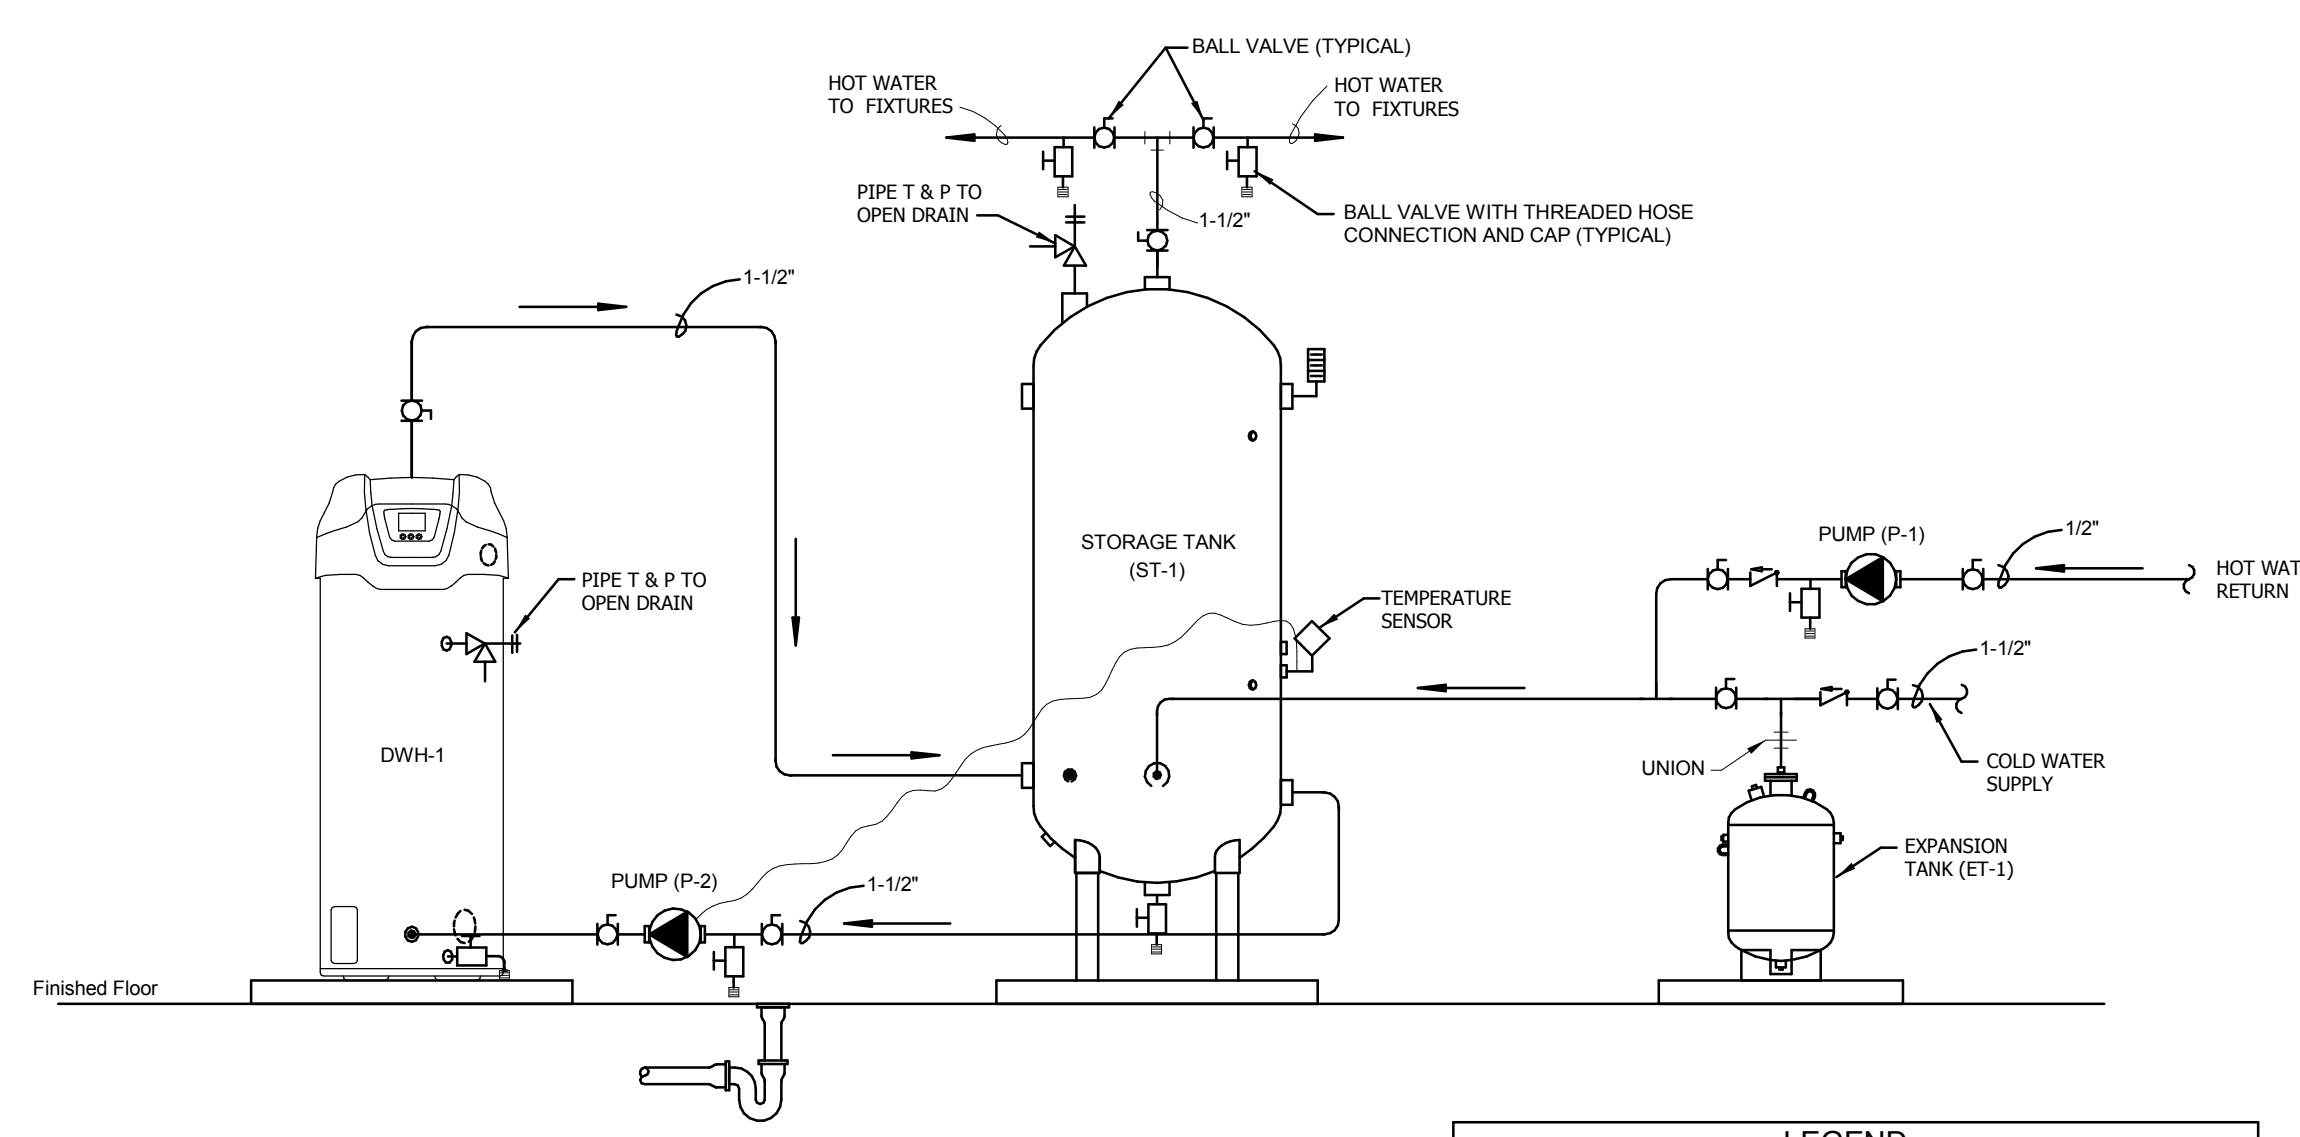 BALL VALVE (TYPICAL)
HOT WATER
TO FIXTURES
HOT WATER
TO FIXTURES
PIPE T & P TO
OPEN DRAIN
1-1/2"
BALL VALVE WITH THREADED HOSE
CONNECTION AND CAP (TYPICAL)
1-1/2"
STORAGE TANK
(ST-1)
PUMP (P-1)
1/2"
HOT WAT
RETURN
PIPE T & P TO
OPEN DRAIN
TEMPERATURE
SENSOR
1-1/2"
DWH-1
UNION
COLD WATER
SUPPLY
EXPANSION
TANK (ET-1)
PUMP (P-2)
1-1/2"
Finished Floor
LEGEND